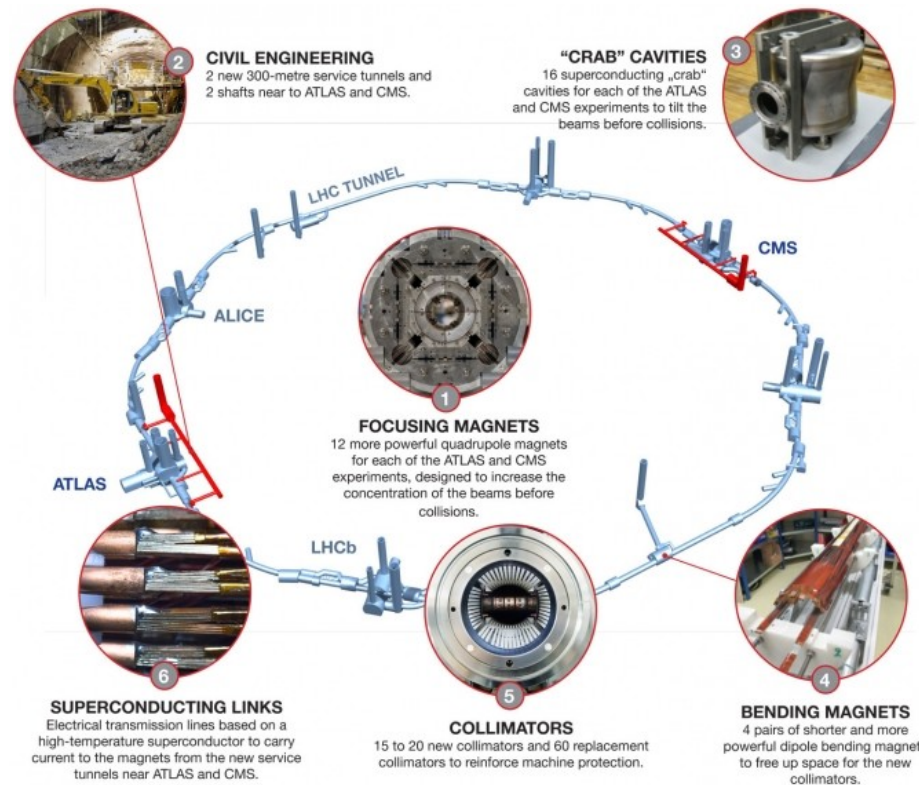 2
CIVIL ENGINEERING
2 new 300-metre service tunnels and
2 shafts near to ATLAS and CMS.
"CRAB" CAVITIES
16 superconducting „crab“
cavities for each of the ATLAS
and CMS experiments to tilt the
beams before collisions.
3
LHC TUNNEL
CMS
ALICE
1
FOCUSING MAGNETS
12 more powerful quadrupole magnets
for each of the ATLAS and CMS
experiments, designed to increase the
concentration of the beams before
collisions.
ATLAS
LHCb
6
SUPERCONDUCTING LINKS
Electrical transmission lines based on a
high-temperature superconductor to carry
current to the magnets from the new service
tunnels near ATLAS and CMS.
5
COLLIMATORS
15 to 20 new collimators and 60 replacement
collimators to reinforce machine protection.
4
BENDING MAGNETS
4 pairs of shorter and more
powerful dipole bending magnet
to free up space for the new
collimators.